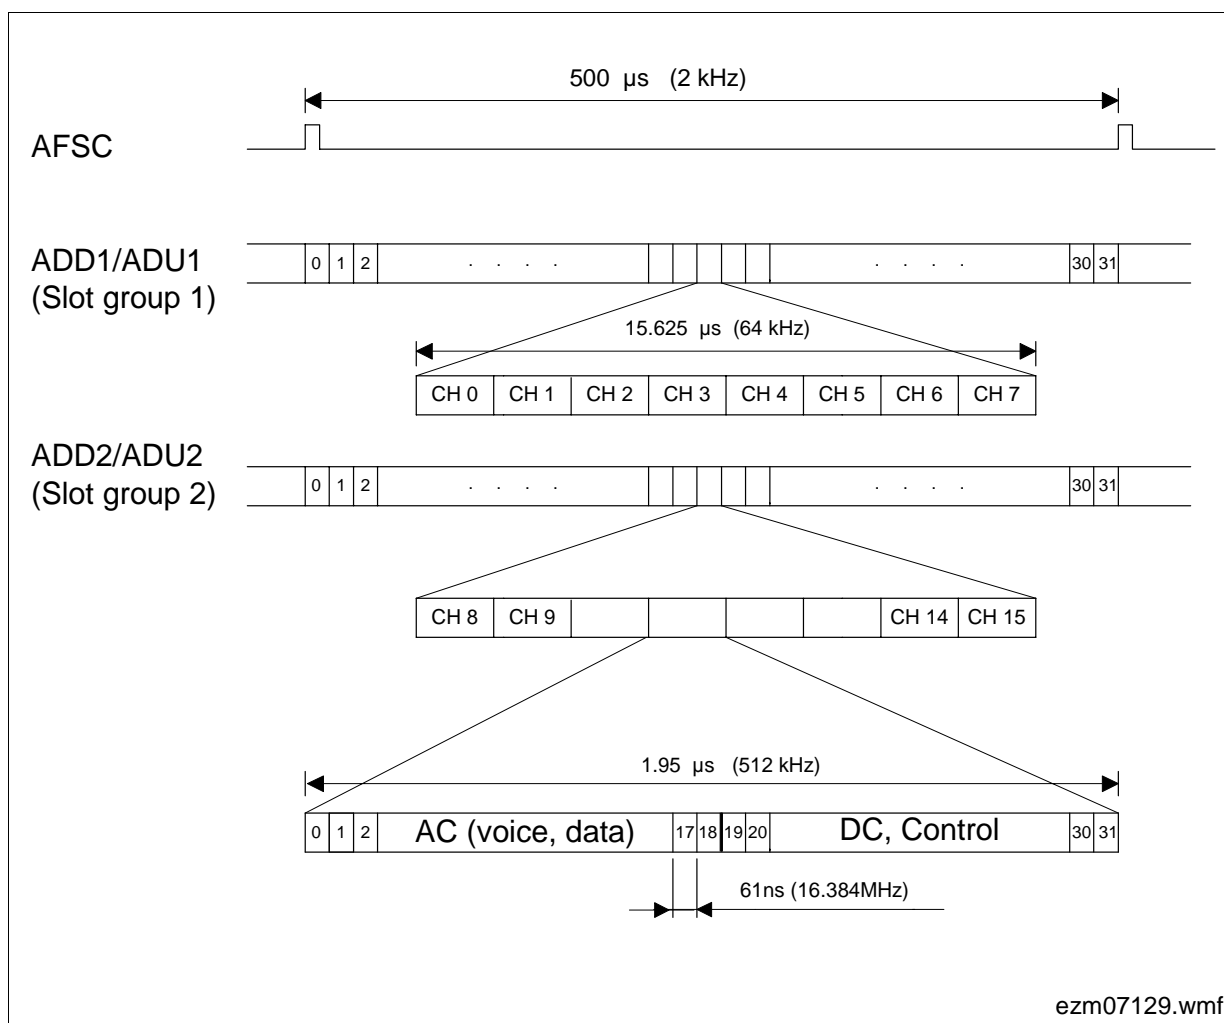 500 µs (2 kHz)
AFSC
ADD1/ADU1
(Slot group 1)
0 1 2 . . . . . . . . 30 31
15.625 µs (64 kHz)
CH 0 CH 1 CH 2 CH 3 CH 4 CH 5 CH 6 CH 7
ADD2/ADU2
(Slot group 2)
0 1 2 . . . . . . . . 30 31
CH 8 CH 9 CH 14 CH 15
1.95 µs (512 kHz)
0 1 2 AC (voice, data) 17 18 19 20 DC, Control 30 31
61ns (16.384MHz)
ezm07129.wmf